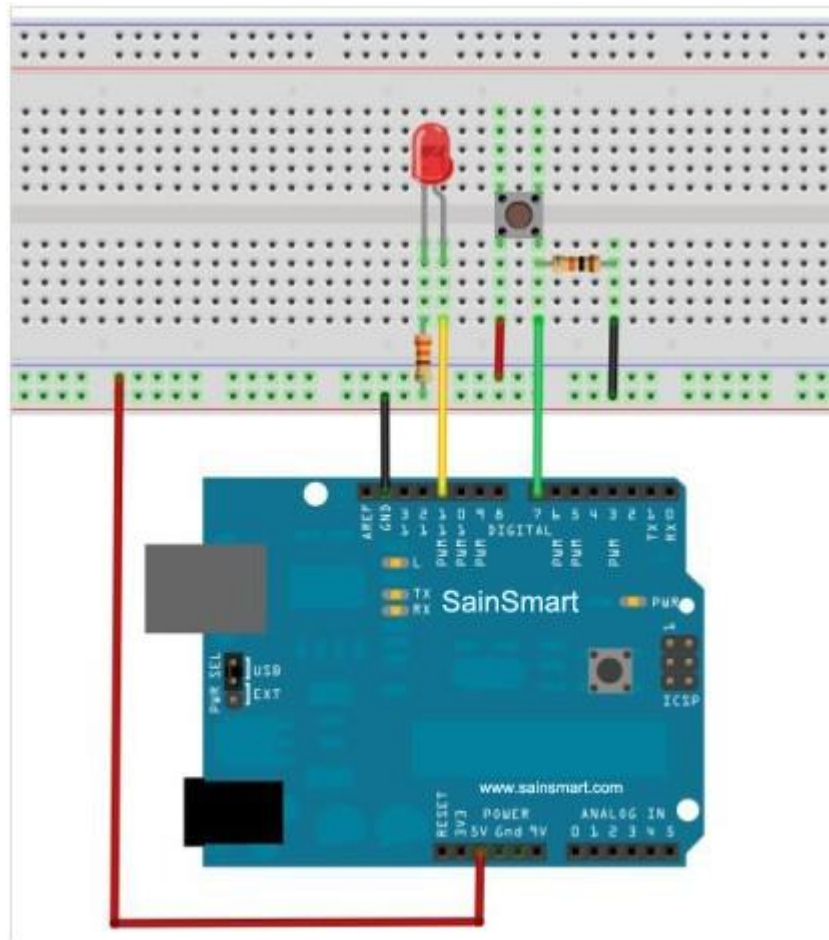 AREF
GND
13
12
PWM 11
PWM 10
PWM 9
8
DIGITAL
7
PWM 6
PWM 5
4
PWM 3
2
TX 1
RX 0
L
TX
RX
SainSmart
PWR
1
ICSP
PWR SEL
USB
EXT
www.sainsmart.com
RESET
3V3
5V
Gnd
9V
POWER
ANALOG IN
0 1 2 3 4 5